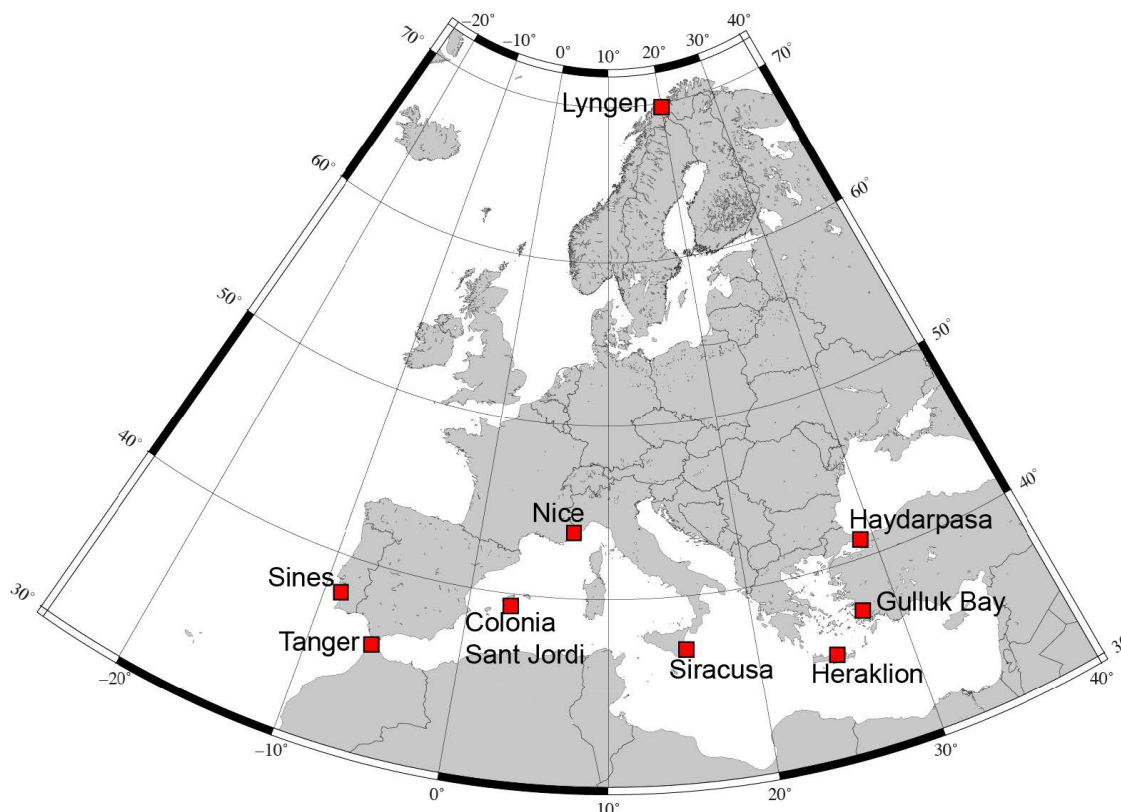 −20˚
−10˚
0˚
10˚
20˚
30˚
40˚
70˚
70˚
Lyngen
60˚
60˚
50˚
50˚
40˚
40˚
Nice
Haydarpasa
Sines
Colonia
Sant Jordi
Gulluk Bay
30˚
Tanger
Siracusa
Heraklion
40˚
−20˚
−10˚
30˚
0˚
20˚
10˚